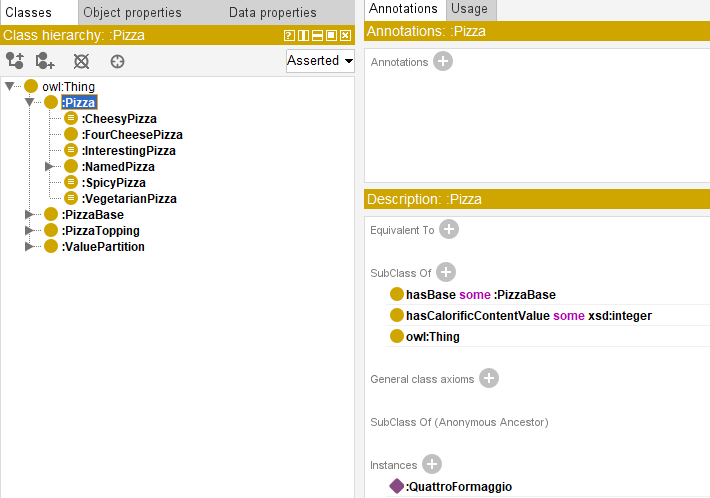 Classes Object properties Data properties
Class hierarchy: :Pizza
Asserted
owl:Thing
:Pizza
:CheesyPizza
:FourCheesePizza
:InterestingPizza
:NamedPizza
:SpicyPizza
:VegetarianPizza
:PizzaBase
:PizzaTopping
:ValuePartition
Annotations Usage
Annotations: :Pizza
Annotations
Description: :Pizza
Equivalent To
SubClass Of
hasBase some :PizzaBase
hasCalorificContentValue some xsd:integer
owl:Thing
General class axioms
SubClass Of (Anonymous Ancestor)
Instances
:QuattroFormaggio